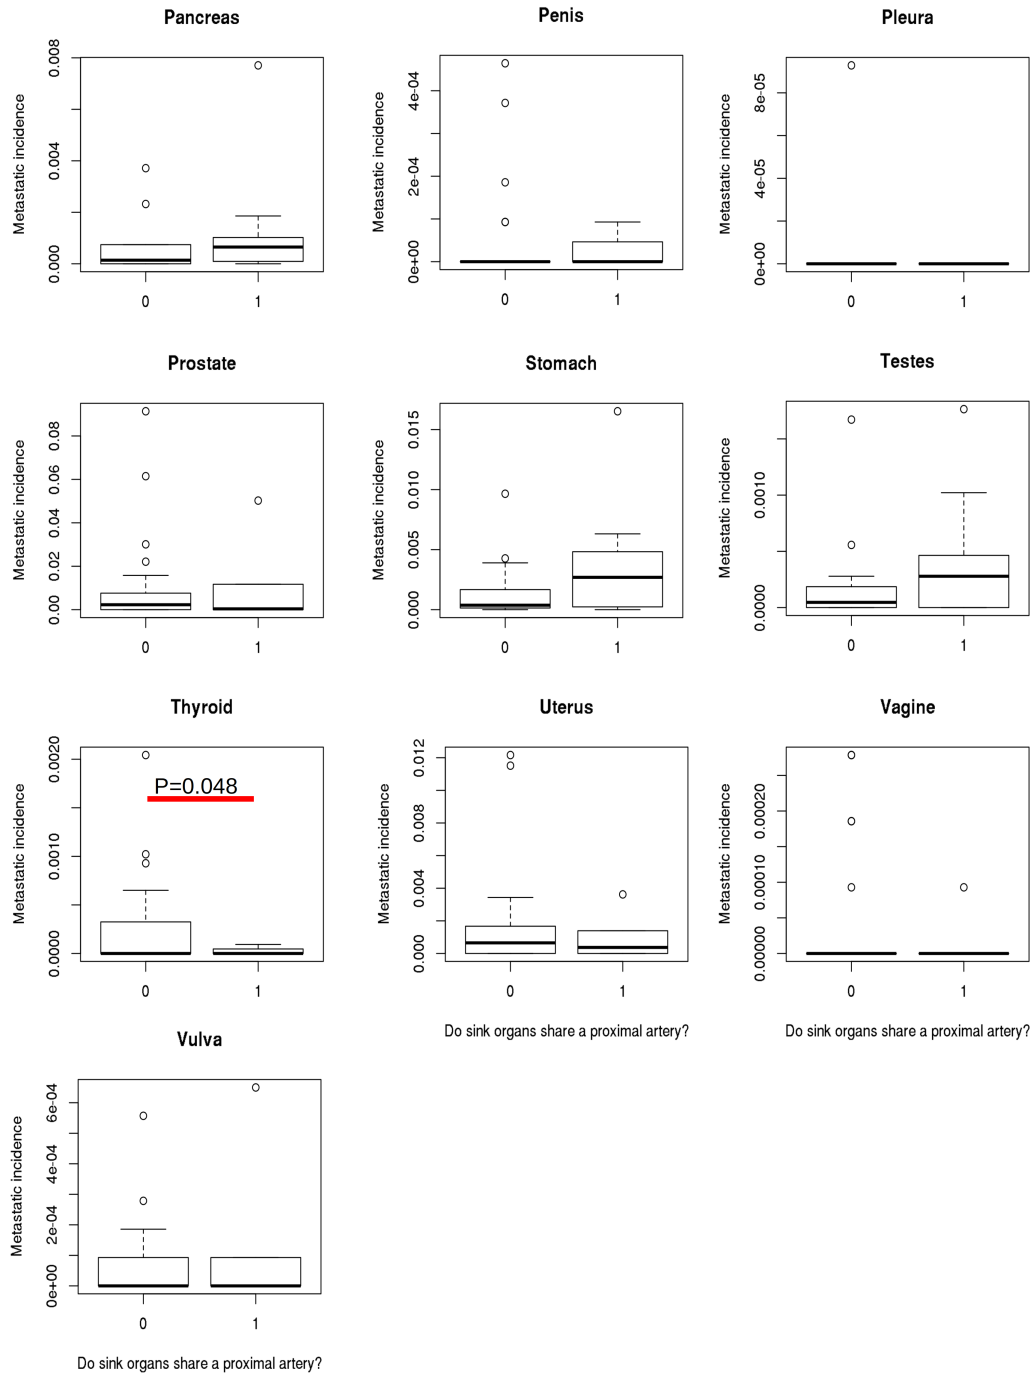 Pancreas
Metastatic incidence
0.008
0.004
0.000
0 1
Penis
Metastatic incidence
4e-04
2e-04
0e+00
0 1
Pleura
Metastatic incidence
8e-05
4e-05
0e+00
0 1
Prostate
Metastatic incidence
0.08
0.06
0.04
0.02
0.00
0 1
Stomach
Metastatic incidence
0.015
0.010
0.005
0.000
0 1
Testes
Metastatic incidence
0.0010
0.0000
0 1
Thyroid
Metastatic incidence
0.0020
0.0010
0.0000
P=0.048
0 1
Uterus
Metastatic incidence
0.012
0.008
0.004
0.000
0 1
Do sink organs share a proximal artery?
Vagine
Metastatic incidence
0.00020
0.00010
0.00000
0 1
Do sink organs share a proximal artery?
Vulva
Metastatic incidence
6e-04
4e-04
2e-04
0e+00
0 1
Do sink organs share a proximal artery?